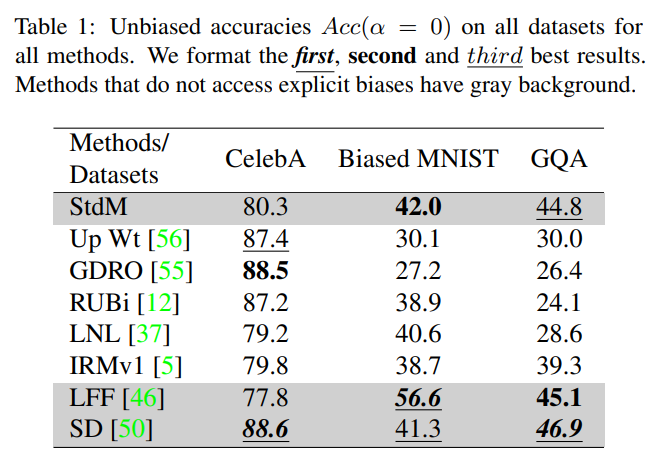 Table 1: Unbiased accuracies Acc(α = 0) on all datasets for
all methods. We format the first, second and third best results.
Methods that do not access explicit biases have gray background.
Methods/
Datasets CelebA Biased MNIST GQA
StdM 80.3 42.0 44.8
Up Wt [56] 87.4 30.1 30.0
GDRO [55] 88.5 27.2 26.4
RUBi [12] 87.2 38.9 24.1
LNL [37] 79.2 40.6 28.6
IRMv1 [5] 79.8 38.7 39.3
LFF [46] 77.8 56.6 45.1
SD [50] 88.6 41.3 46.9